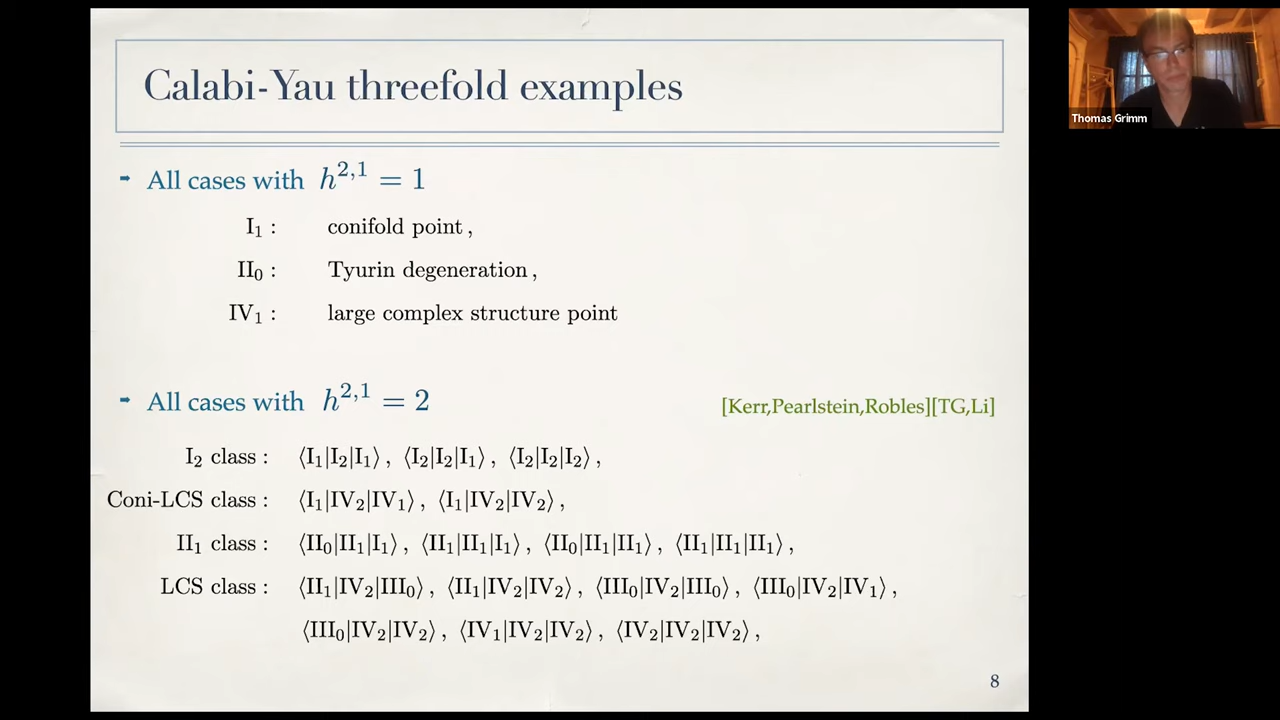 Calabi-Yau threefold examples
Thomas Grimm
➡ All cases with h^{2,1} = 1
I₁ : conifold point ,
II₀ : Tyurin degeneration ,
IV₁ : large complex structure point
➡ All cases with h^{2,1} = 2 [Kerr,Pearlstein,Robles][TG,Li]
I₂ class : ⟨I₁|I₂|I₁⟩ , ⟨I₂|I₂|I₁⟩ , ⟨I₂|I₂|I₂⟩ ,
Coni-LCS class : ⟨I₁|IV₂|IV₁⟩ , ⟨I₁|IV₂|IV₂⟩ ,
II₁ class : ⟨II₀|II₁|I₁⟩ , ⟨II₁|II₁|I₁⟩ , ⟨II₀|II₁|II₁⟩ , ⟨II₁|II₁|II₁⟩ ,
LCS class : ⟨II₁|IV₂|III₀⟩ , ⟨II₁|IV₂|IV₂⟩ , ⟨III₀|IV₂|III₀⟩ , ⟨III₀|IV₂|IV₁⟩ ,
⟨III₀|IV₂|IV₂⟩ , ⟨IV₁|IV₂|IV₂⟩ , ⟨IV₂|IV₂|IV₂⟩ ,
8